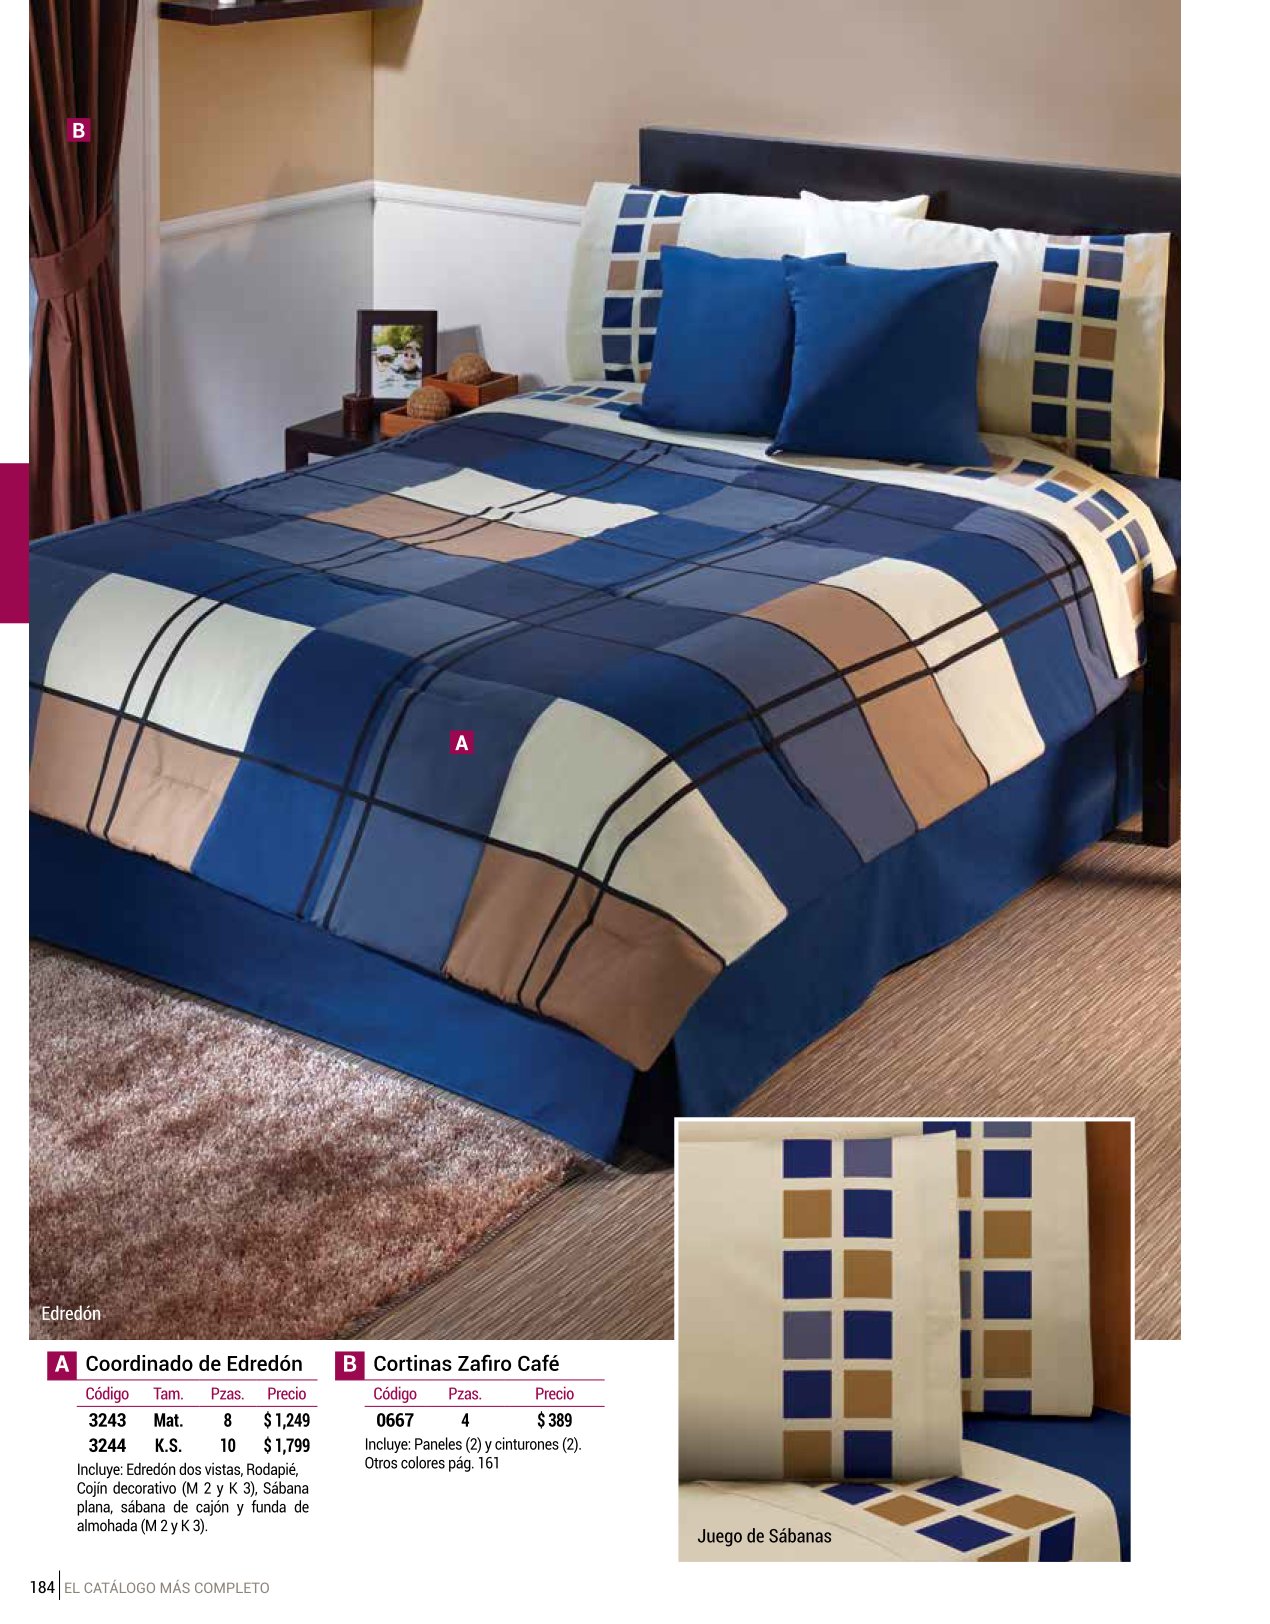 B
A
Edredón
A Coordinado de Edredón
Código Tam. Pzas. Precio
3243 Mat. 8 $ 1,249
3244 K.S. 10 $ 1,799
Incluye: Edredón dos vistas, Rodapié,
Cojín decorativo (M 2 y K 3), Sábana
plana, sábana de cajón y funda de
almohada (M 2 y K 3).
B Cortinas Zafiro Café
Código Pzas. Precio
0667 4 $ 389
Incluye: Paneles (2) y cinturones (2).
Otros colores pág. 161
Juego de Sábanas
184 EL CATÁLOGO MÁS COMPLETO